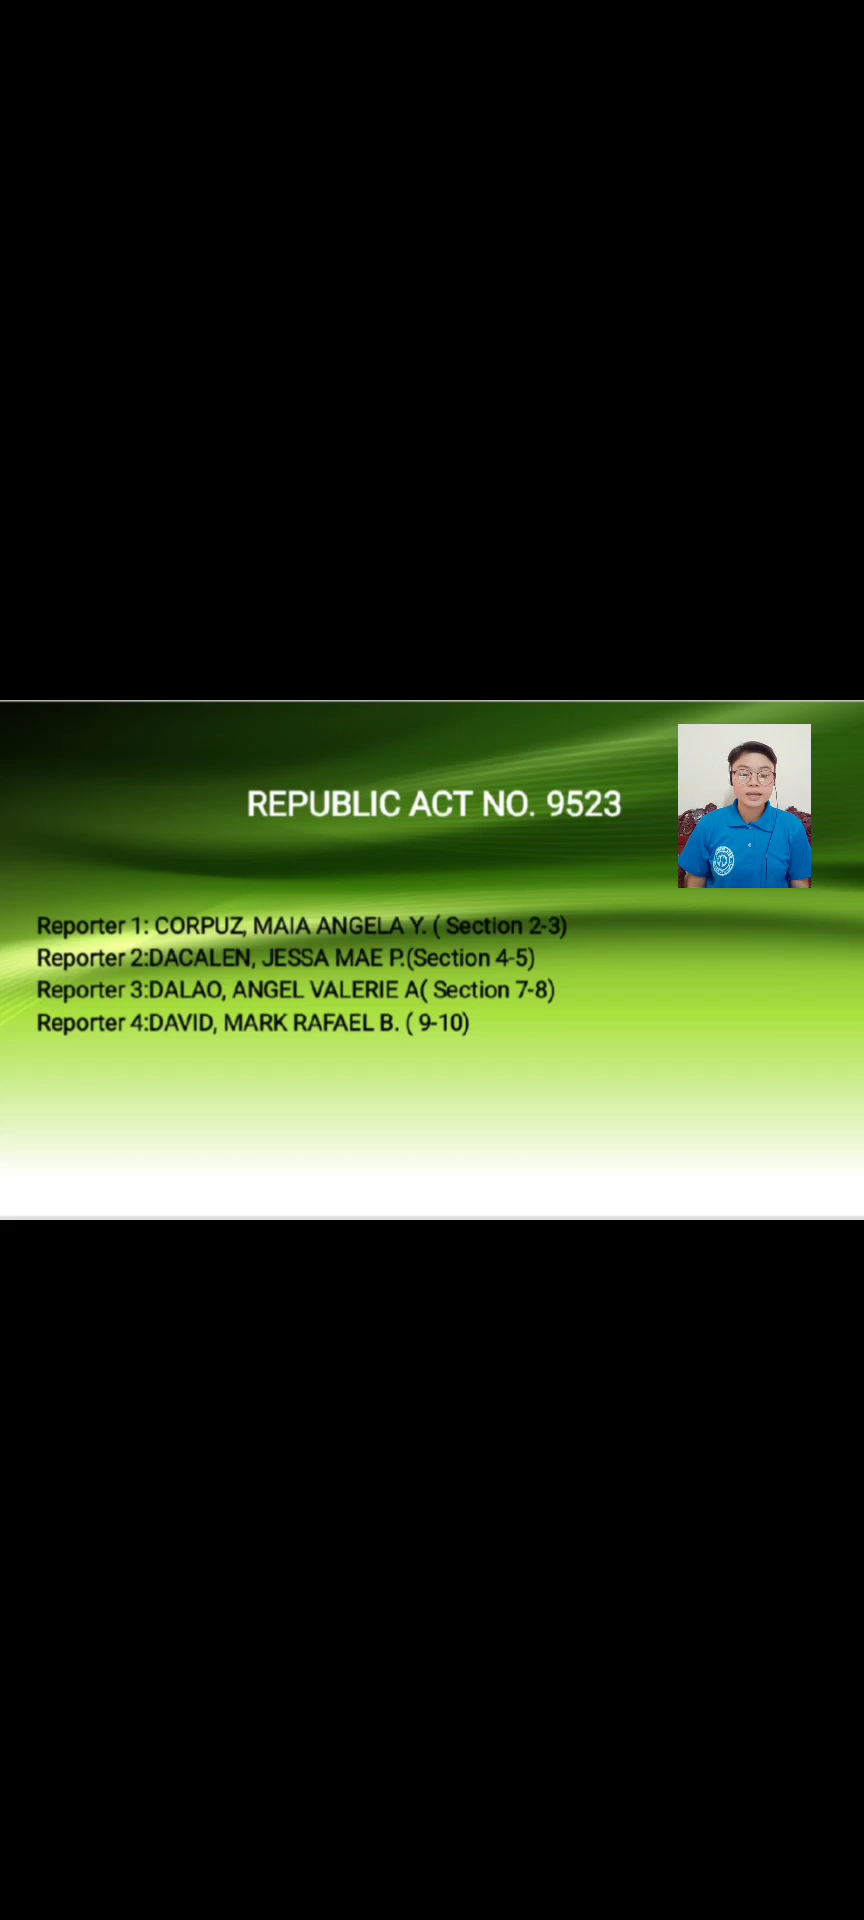 REPUBLIC ACT NO. 9523
Reporter 1: CORPUZ, MAIA ANGELA Y. ( Section 2-3)
Reporter 2:DACALEN, JESSA MAE P.(Section 4-5)
Reporter 3:DALAO, ANGEL VALERIE A( Section 7-8)
Reporter 4:DAVID, MARK RAFAEL B. ( 9-10)